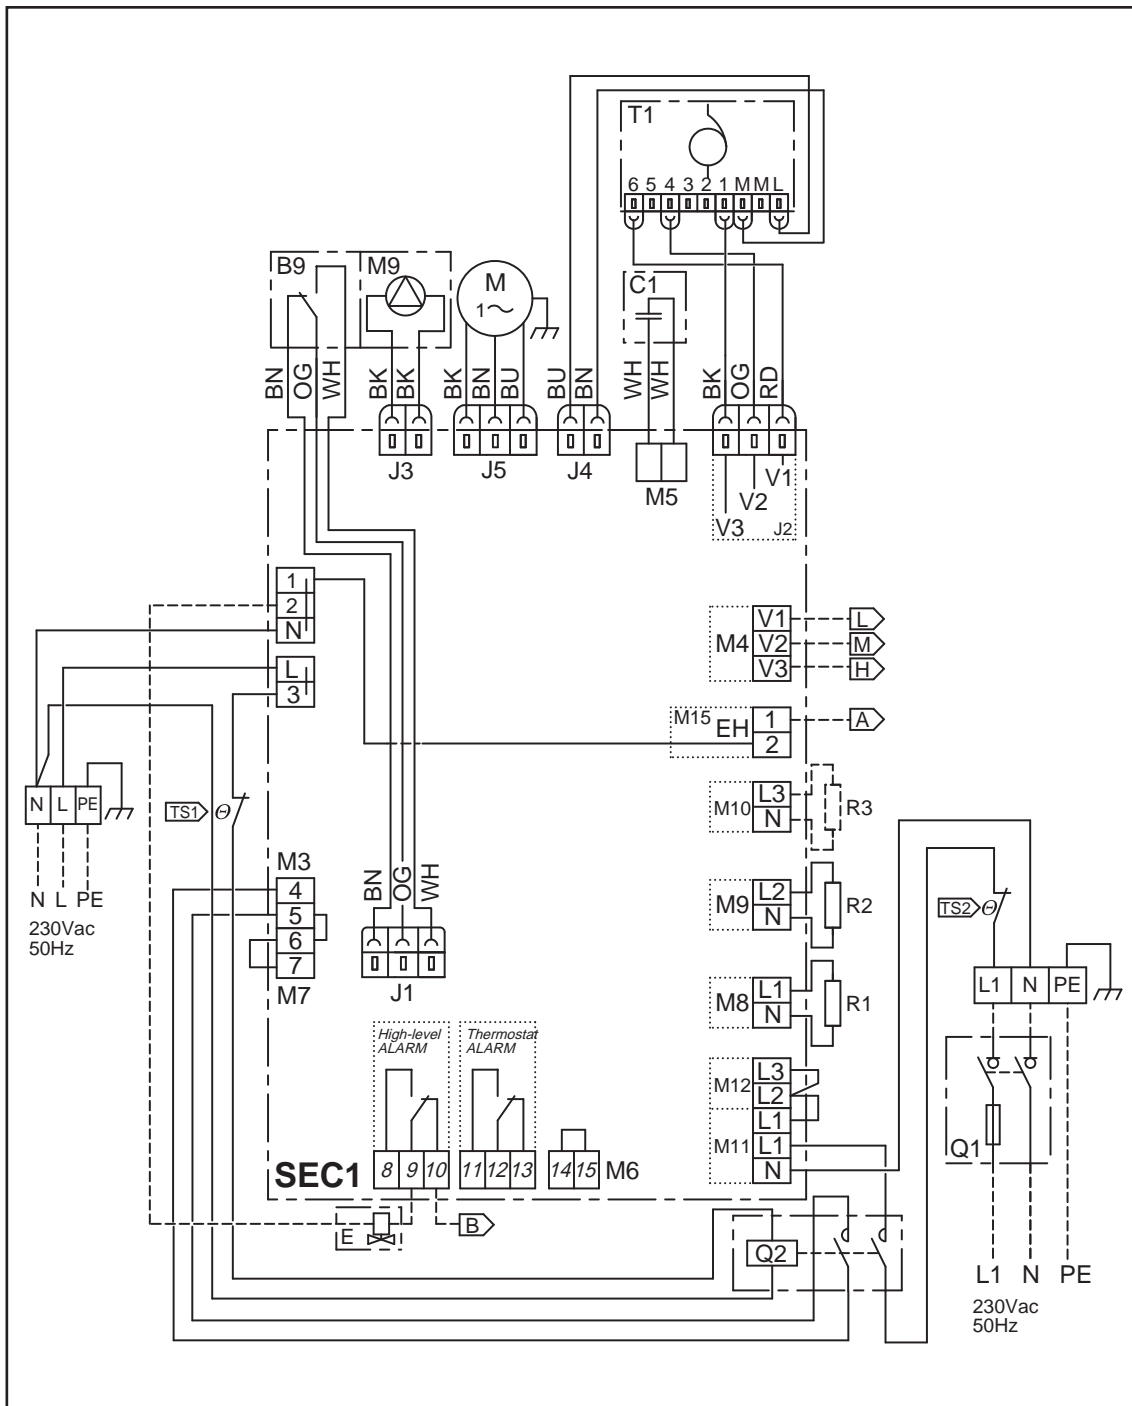 T1
6 5 4 3 2 1 M M L
B9
M9
M
1~
C1
BN
OG
WH
BK
BK
BK
BN
BU
BU
BN
WH
WH
BK
OG
RD
J3
J5
J4
M5
V1
V2
V3
J2
1
2
N
L
3
M4
V1
V2
V3
L
M
H
M15
EH
1
2
A
N L PE
TS1
Θ
M10
L3
N
R3
M3
4
5
6
7
M7
BN
OG
WH
J1
M9
L2
N
R2
TS2
Θ
N L PE
230Vac
50Hz
M8
L1
N
R1
L1 N PE
High-level
ALARM
Thermostat
ALARM
M12
L3
L2
L1
M11
L1
N
Q1
SEC1
8 9 10
11 12 13
14 15
M6
E
B
Q2
L1 N PE
230Vac
50Hz